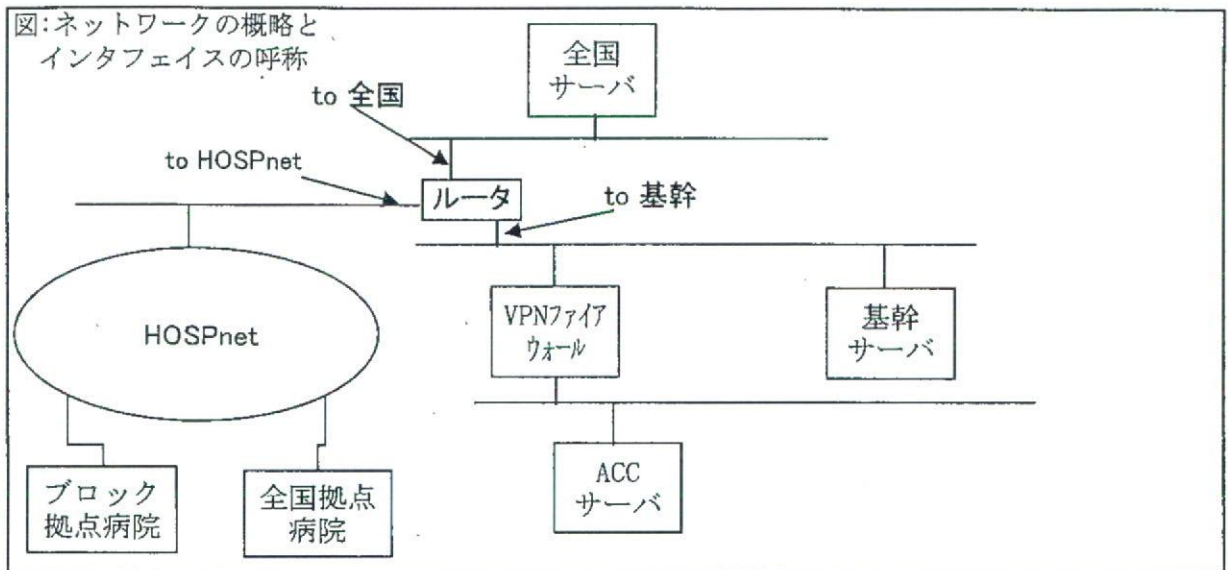 図:ネットワークの概略と
インタフェイスの呼称
全国
サーバ
to 全国
to HOSPnet
ルータ
to 基幹
HOSPnet
VPNファイア
ウォール
基幹
サーバ
ブロック
拠点病院
全国拠点
病院
ACC
サーバ